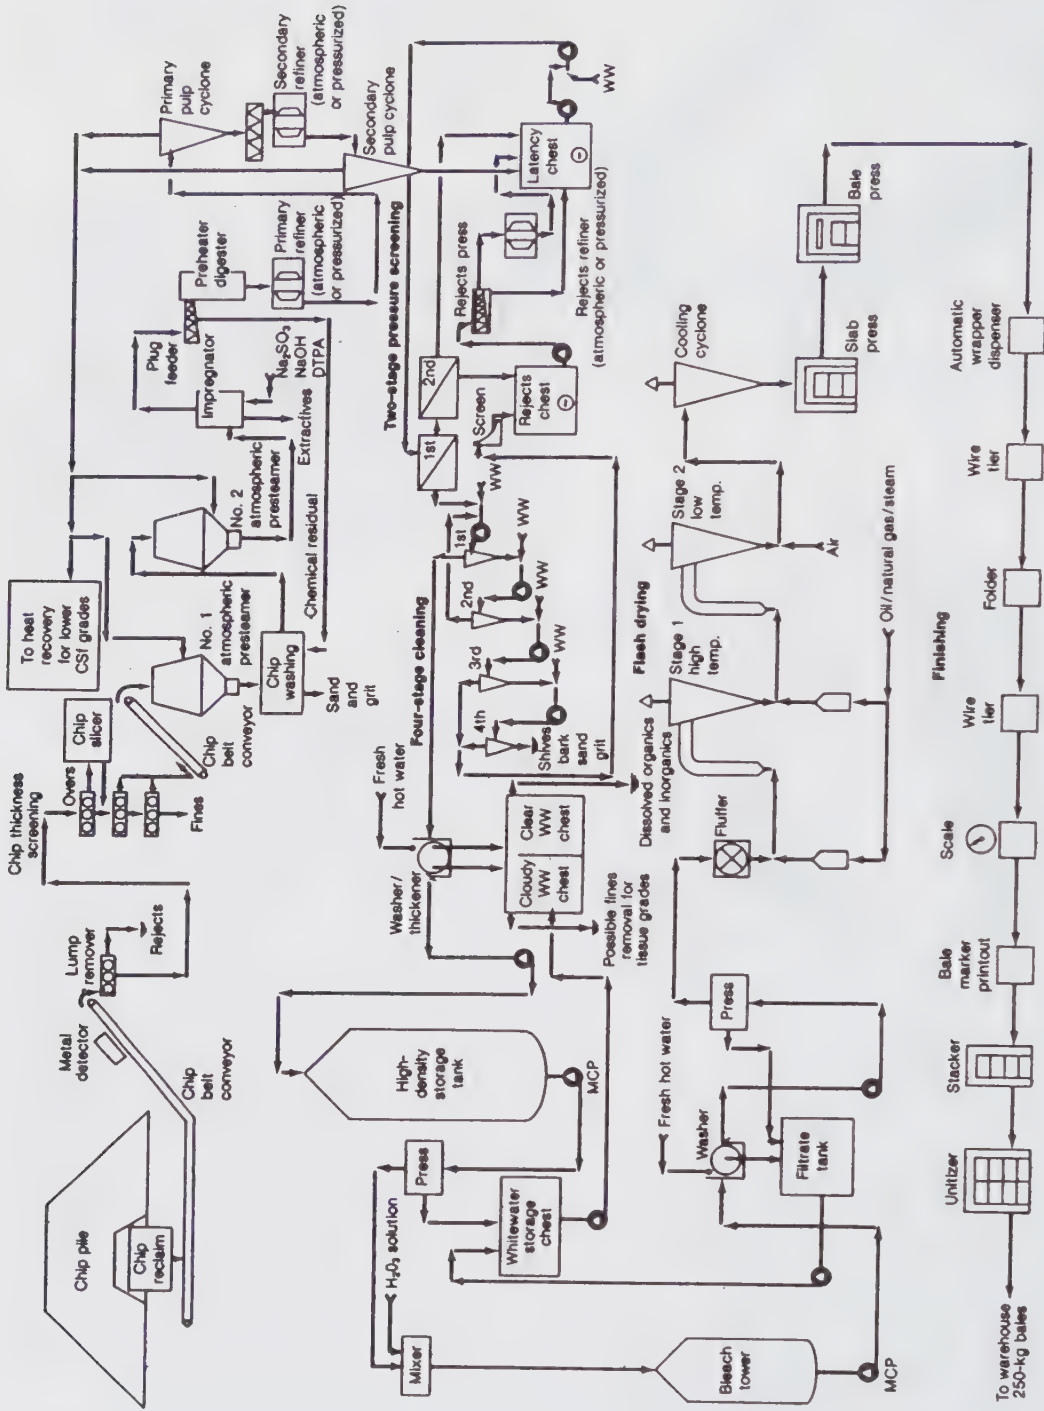 Chip pile
Chip
reclaim
Chip
belt
conveyor
Metal
detector
Lump
remover
Rejects
Chip thickness
screening
Overs
Fines
Chip
slicer
Chip
belt
conveyor
To heat
recovery
for lower
CSf grades
No. 1
atmospheric
presteamer
Chip
washing
Sand
and
grit
No. 2
atmospheric
presteamer
Chemical residual
Impregnator
Extractives
Na₂SO₃
NaOH
DTPA
Plug
feeder
Preheater
digester
Primary
refiner
(atmospheric
or pressurized)
Primary
pulp
cyclone
Secondary
refiner
(atmospheric
or pressurized)
Secondary
pulp cyclone
Two-stage pressure screening
1st
2nd
Screen
Rejects
chest
Rejects press
Rejects refiner
(atmospheric or pressurized)
Latency
chest
WW
Four-stage cleaning
1st
2nd
3rd
4th
WW
WW
WW
WW
Shives
bark
sand
grit
Fresh
hot water
Washer/
thickener
Cloudy
WW
chest
Clear
WW
chest
Dissolved organics
and inorganics
Possible fines
removal for
tissue grades
High-
density
storage
tank
MCP
Press
Whitewater
storage
chest
H₂O₃ solution
Mixer
Bleach
tower
MCP
Fresh hot water
Washer
Filtrate
tank
Press
Flash drying
Fluffer
Stage 1
high
temp.
Stage 2
low
temp.
Air
Oil/natural gas/steam
Cooling
cyclone
Slab
press
Bale
press
Finishing
Automatic
wrapper
dispenser
Wire
tier
Folder
Wire
tier
Scale
Bale
marker
printout
Stacker
Unitizer
To warehouse
250-kg bales